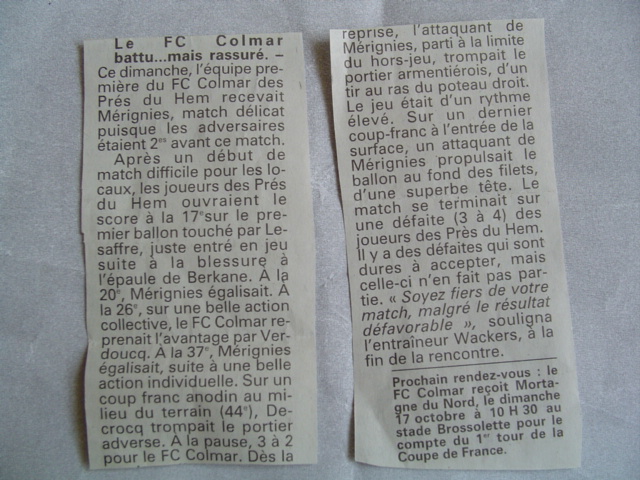 Le FC Colmar
battu...mais rassuré. –
Ce dimanche, l'équipe pre-
mière du FC Colmar des
Prés du Hem recevait
Mérignies, match délicat
puisque les adversaires
étaient 2es avant ce match.
Après un début de
match difficile pour les lo-
caux, les joueurs des Prés
du Hem ouvraient le
score à la 17e sur le pre-
mier ballon touché par Le-
saffre, juste entré en jeu
suite à la blessure à
l'épaule de Berkane. À la
20e, Mérignies égalisait. À
la 26e, sur une belle action
collective, le FC Colmar re-
prenait l'avantage par Ver-
doucq. À la 37e, Mérignies
égalisait, suite à une belle
action individuelle. Sur un
coup franc anodin au mi-
lieu du terrain (44e), De-
crocq trompait le portier
adverse. À la pause, 3 à 2
pour le FC Colmar. Dès la
reprise, l'attaquant de
Mérignies, parti à la limite
du hors-jeu, trompait le
portier armentiérois, d'un
tir au ras du poteau droit.
Le jeu était d'un rythme
élevé. Sur un dernier
coup-franc à l'entrée de la
surface, un attaquant de
Mérignies propulsait le
ballon au fond des filets,
d'une superbe tête. Le
match se terminait sur
une défaite (3 à 4) des
joueurs des Près du Hem.
Il y a des défaites qui sont
dures à accepter, mais
celle-ci n'en fait pas par-
tie. « Soyez fiers de votre
match, malgré le résultat
défavorable », souligna
l'entraîneur Wackers, à la
fin de la rencontre.
Prochain rendez-vous : le
FC Colmar reçoit Morta-
gne du Nord, le dimanche
17 octobre à 10 H 30 au
stade Brossolette pour le
compte du 1er tour de la
Coupe de France.